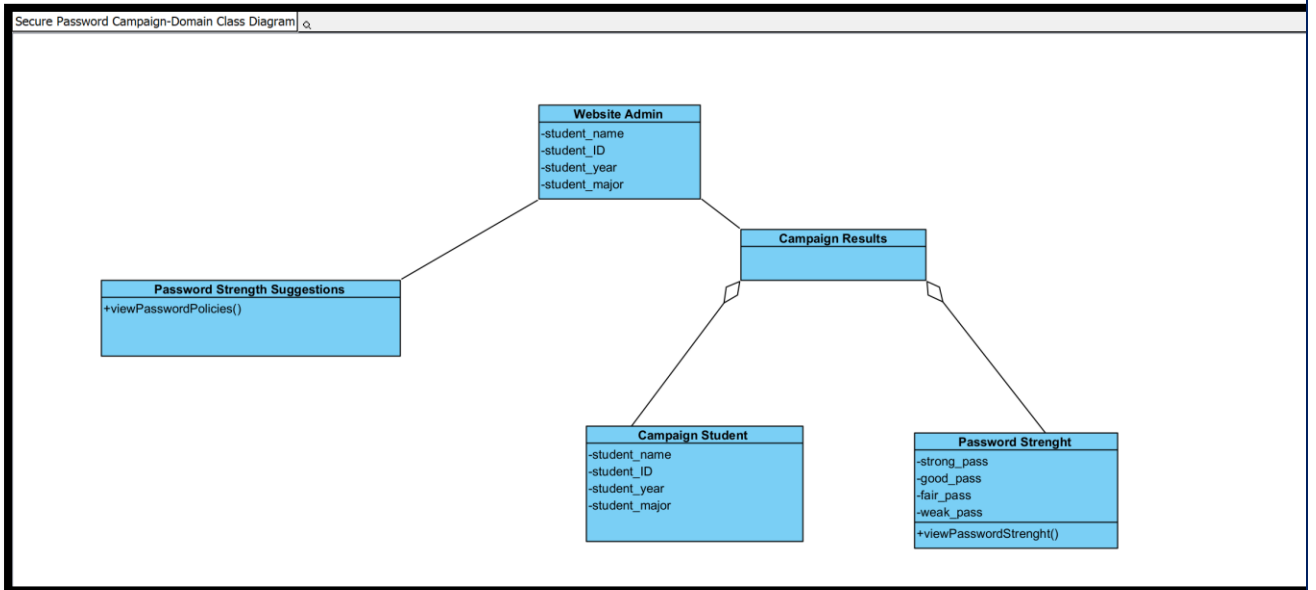 Secure Password Campaign-Domain Class Diagram
Website Admin
-student_name
-student_ID
-student_year
-student_major
Campaign Results
Password Strength Suggestions
+viewPasswordPolicies()
Campaign Student
-student_name
-student_ID
-student_year
-student_major
Password Strenght
-strong_pass
-good_pass
-fair_pass
-weak_pass
+viewPasswordStrenght()